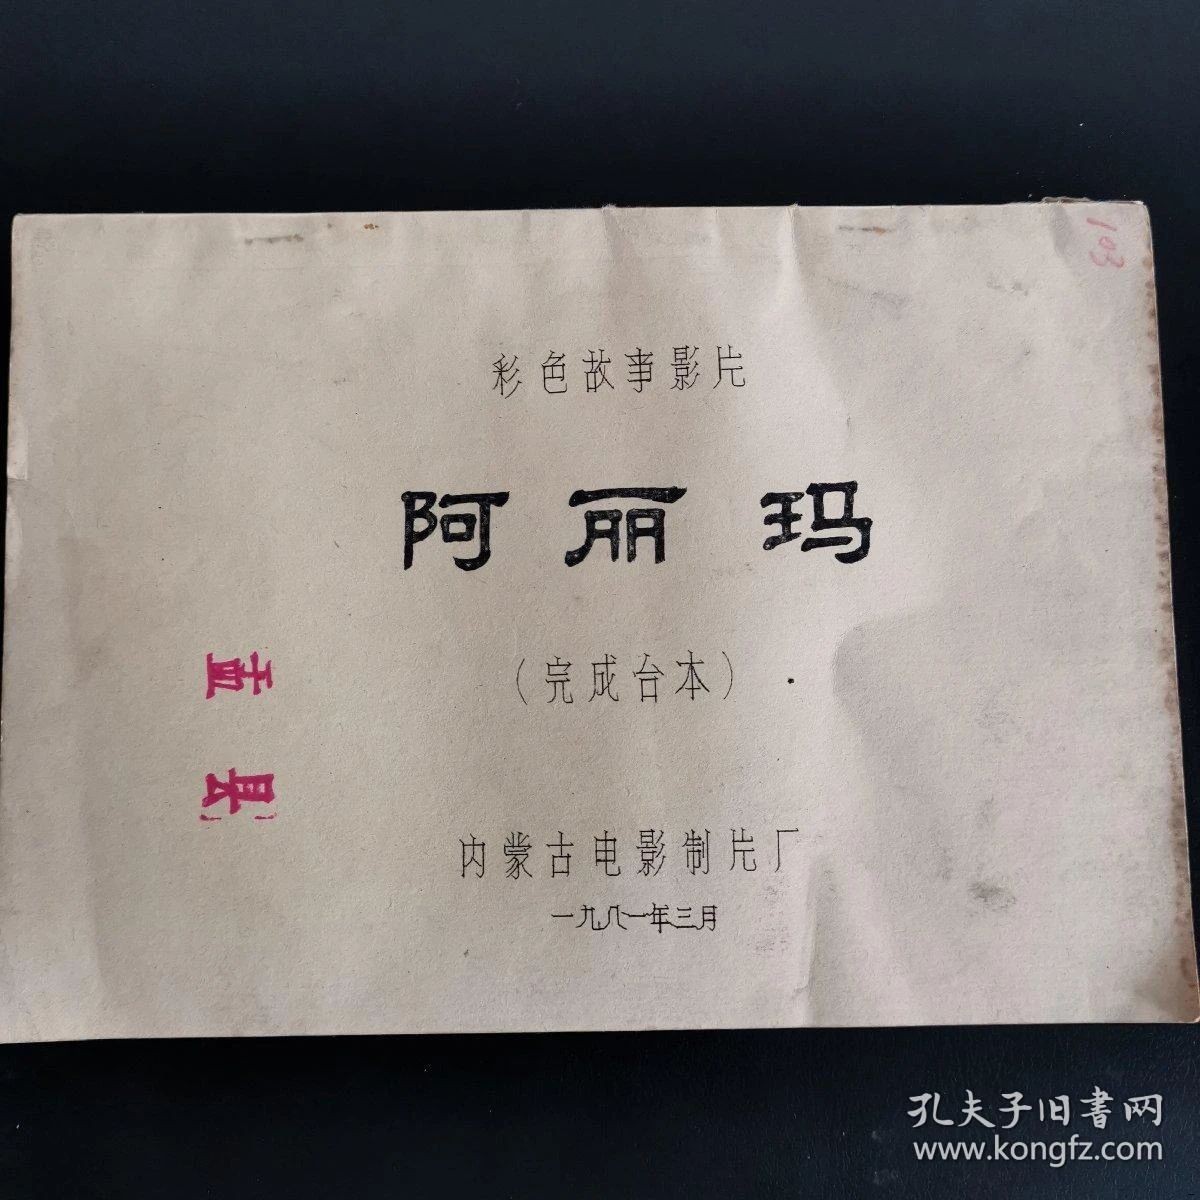 103
彩色故事影片
阿丽玛
(完成台本)
孟县
内蒙古电影制片厂
一九八一年三月
孔夫子旧書网
www.kongfz.com